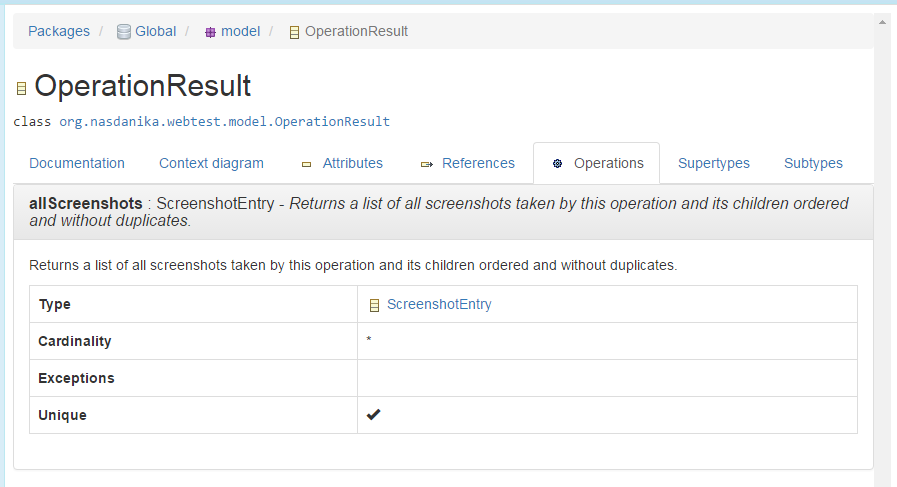 Packages / Global / model / OperationResult
OperationResult
class org.nasdanika.webtest.model.OperationResult
Documentation Context diagram Attributes References Operations Supertypes Subtypes
allScreenshots : ScreenshotEntry - Returns a list of all screenshots taken by this operation and its children ordered
and without duplicates.
Returns a list of all screenshots taken by this operation and its children ordered and without duplicates.
Type ScreenshotEntry
Cardinality *
Exceptions
Unique ✔